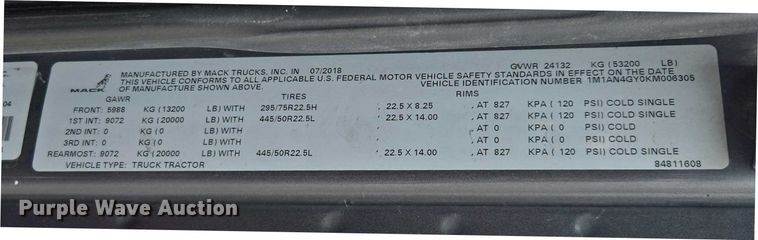 MANUFACTURED BY MACK TRUCKS, INC. IN 07/2018 GVWR 24132 KG (53200 LB)
THIS VEHICLE CONFORMS TO ALL APPLICABLE U.S. FEDERAL MOTOR VEHICLE SAFETY STANDARDS IN EFFECT ON THE DATE
OF MANUFACTURE SHOWN ABOVE. VEHICLE IDENTIFICATION NUMBER 1M1AN4GY0KM006305
MACK
GAWR TIRES RIMS
FRONT: 5988 KG (13200 LB) WITH 295/75R22.5H , 22.5 X 8.25 , AT 827 KPA ( 120 PSI) COLD SINGLE
1ST INT: 9072 KG (20000 LB) WITH 445/50R22.5L , 22.5 X 14.00 , AT 827 KPA ( 120 PSI) COLD SINGLE
2ND INT: 0 KG (0 LB) WITH , , AT 0 KPA ( 0 PSI) COLD
3RD INT: 0 KG (0 LB) WITH , , AT 0 KPA ( 0 PSI) COLD
REARMOST: 9072 KG (20000 LB) WITH 445/50R22.5L , 22.5 X 14.00 , AT 827 KPA ( 120 PSI) COLD SINGLE
VEHICLE TYPE: TRUCK TRACTOR 84811608
04
Purple Wave Auction